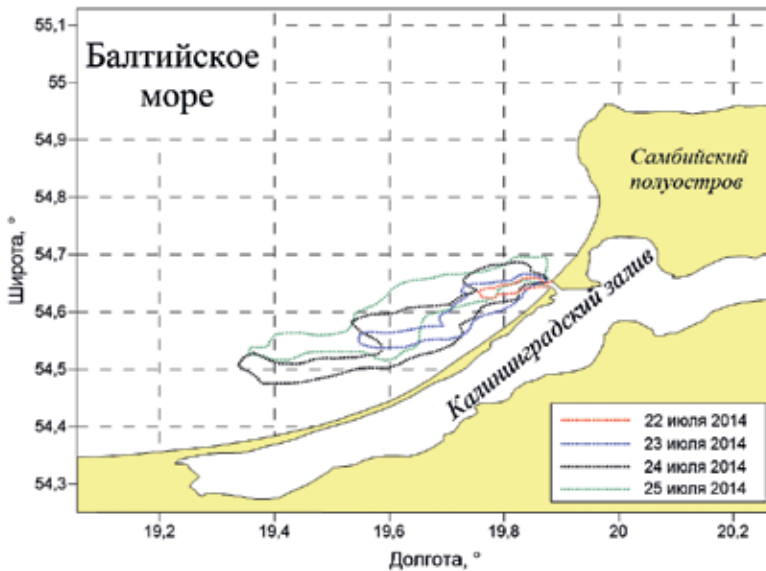 55,1
55
54,9
54,8
54,7
54,6
54,5
54,4
54,3
Широта, °
Балтийское
море
Самбийский
полуостров
Калининградский залив
22 июля 2014
23 июля 2014
24 июля 2014
25 июля 2014
19,2
19,4
19,6
19,8
20
20,2
Долгота, °